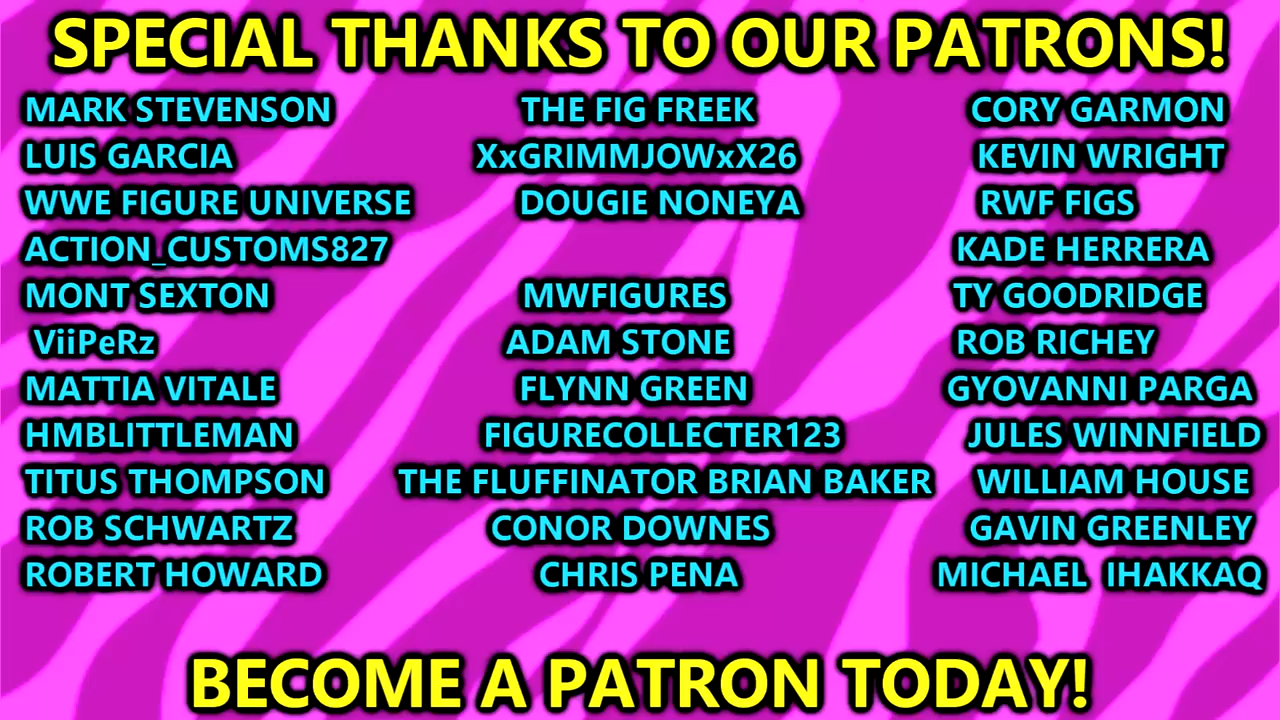 SPECIAL THANKS TO OUR PATRONS!
MARK STEVENSON THE FIG FREEK CORY GARMON
LUIS GARCIA XxGRIMMJOWxX26 KEVIN WRIGHT
WWE FIGURE UNIVERSE DOUGIE NONEYA RWF FIGS
ACTION_CUSTOMS827 KADE HERRERA
MONT SEXTON MWFIGURES TY GOODRIDGE
ViiPeRz ADAM STONE ROB RICHEY
MATTIA VITALE FLYNN GREEN GYOVANNI PARGA
HMBLITTLEMAN FIGURECOLLECTER123 JULES WINNFIELD
TITUS THOMPSON THE FLUFFINATOR BRIAN BAKER WILLIAM HOUSE
ROB SCHWARTZ CONOR DOWNES GAVIN GREENLEY
ROBERT HOWARD CHRIS PENA MICHAEL IHAKKAQ
BECOME A PATRON TODAY!